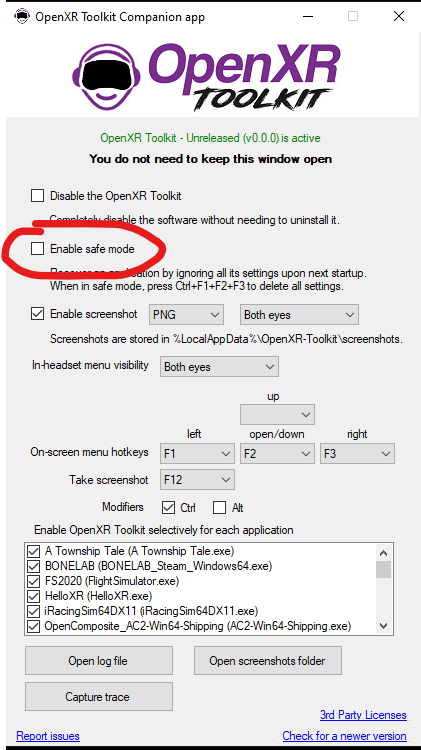 OpenXR Toolkit Companion app
OpenXR
TOOLKIT
OpenXR Toolkit - Unreleased (v0.0.0) is active
You do not need to keep this window open
Disable the OpenXR Toolkit
Completely disable the software without needing to uninstall it.
Enable safe mode
Recover an application by ignoring all its settings upon next startup.
When in safe mode, press Ctrl+F1+F2+F3 to delete all settings.
Enable screenshot PNG Both eyes
Screenshots are stored in %LocalAppData%\OpenXR-Toolkit\screenshots.
In-headset menu visibility Both eyes
up
left open/down right
On-screen menu hotkeys F1 F2 F3
Take screenshot F12
Modifiers Ctrl Alt
Enable OpenXR Toolkit selectively for each application
A Township Tale (A Township Tale.exe)
BONELAB (BONELAB_Steam_Windows64.exe)
FS2020 (FlightSimulator.exe)
HelloXR (HelloXR.exe)
iRacingSim64DX11 (iRacingSim64DX11.exe)
OpenComposite_AC2-Win64-Shipping (AC2-Win64-Shipping.exe)
Open log file Open screenshots folder
Capture trace
3rd Party Licenses
Report issues Check for a newer version